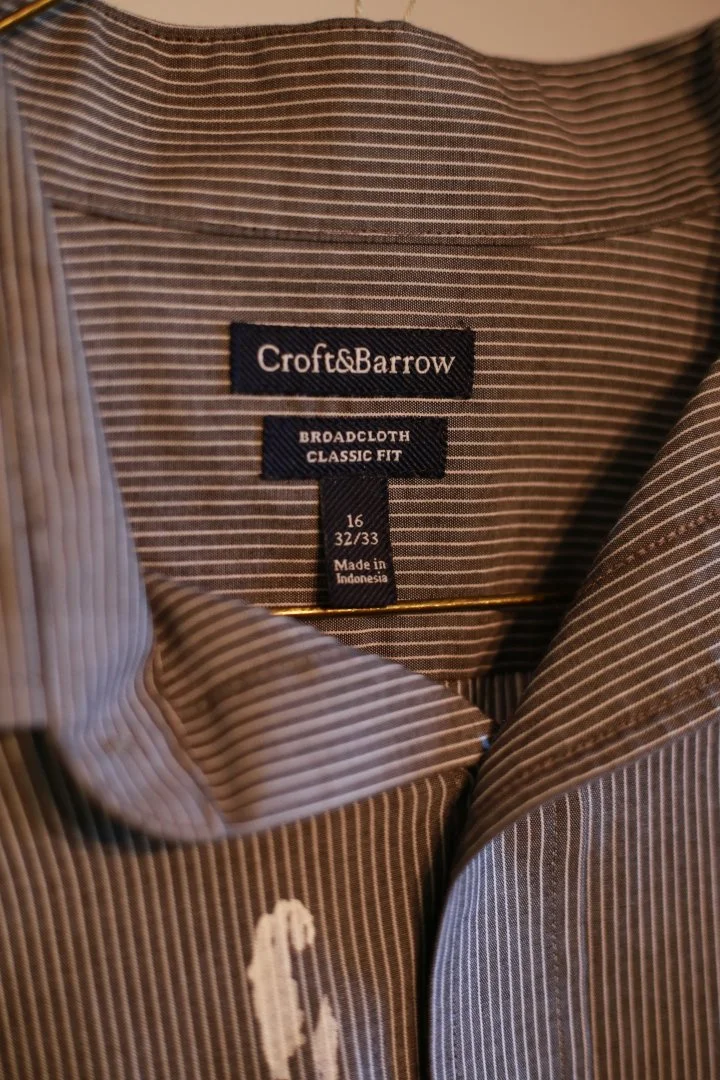 Croft&Barrow
BROADCLOTH
CLASSIC FIT
16
32/33
Made in
Indonesia